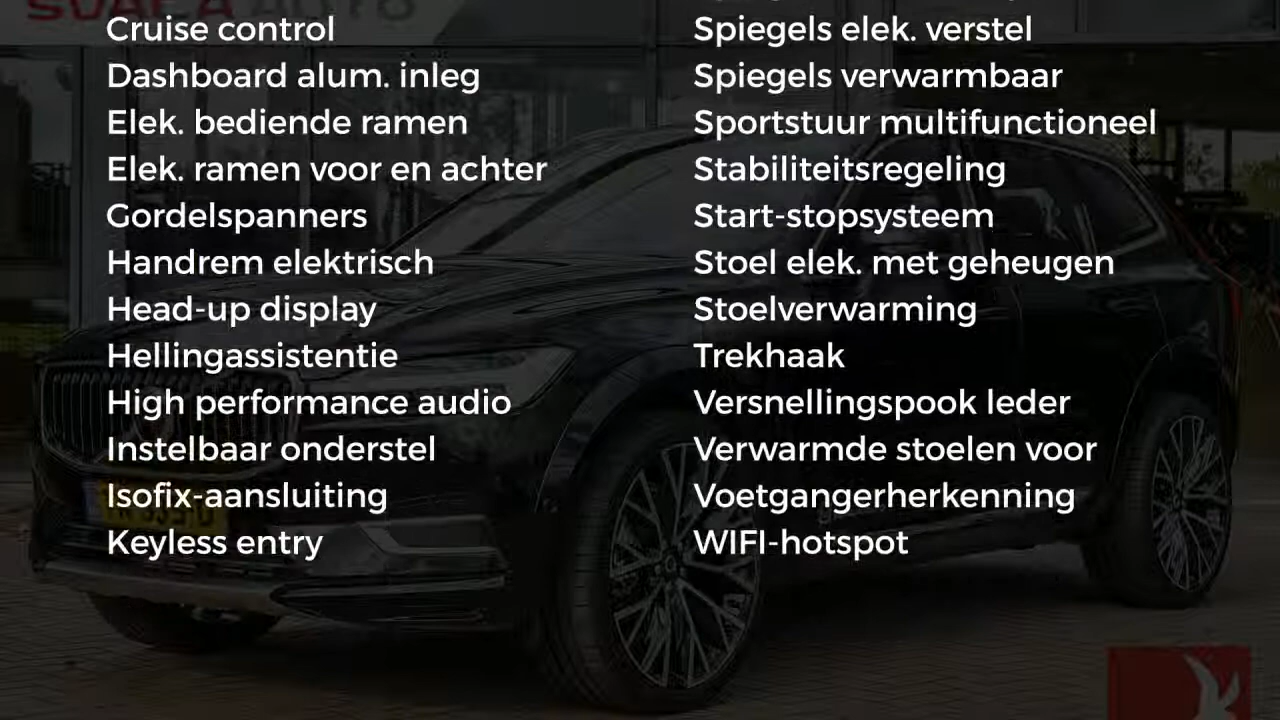 Cruise control
Dashboard alum. inleg
Elek. bediende ramen
Elek. ramen voor en achter
Gordelspanners
Handrem elektrisch
Head-up display
Hellingassistentie
High performance audio
Instelbaar onderstel
Isofix-aansluiting
Keyless entry
Spiegels elek. verstel
Spiegels verwarmbaar
Sportstuur multifunctioneel
Stabiliteitsregeling
Start-stopsysteem
Stoel elek. met geheugen
Stoelverwarming
Trekhaak
Versnellingspook leder
Verwarmde stoelen voor
Voetgangerherkenning
WIFI-hotspot